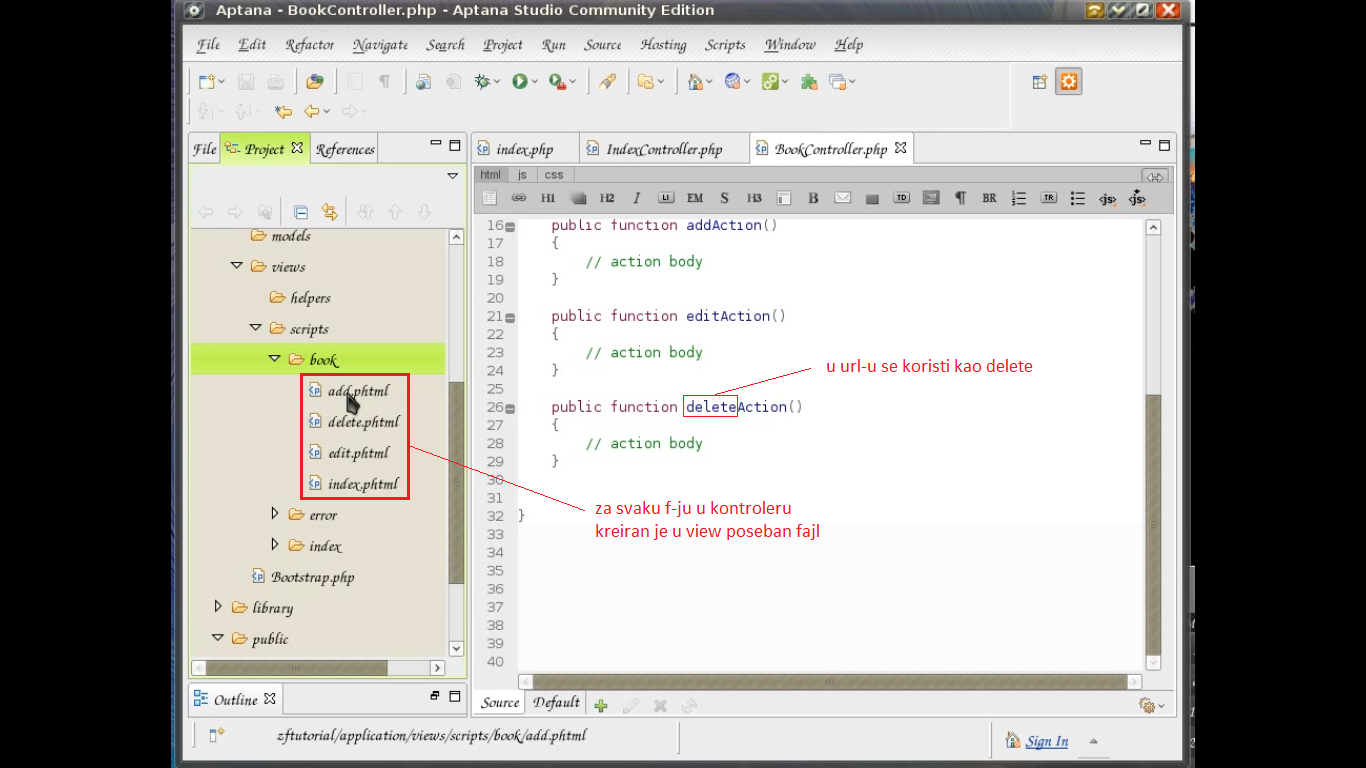 Aptana - BookController.php - Aptana Studio Community Edition
File Edit Refactor Navigate Search Project Run Source Hosting Scripts Window Help
File Project References
index.php IndexController.php BookController.php
html js css
H1 H2 I LI EM S H3 B TD ¶ BR TR js js
models
views
helpers
scripts
book
add.phtml
delete.phtml
edit.phtml
index.phtml
error
index
Bootstrap.php
library
public
16 public function addAction()
17 {
18 // action body
19 }
20
21 public function editAction()
22 {
23 // action body
24 }
25
26 public function deleteAction()
27 {
28 // action body
29 }
30
31
32 }
33
34
35
36
37
38
39
40
u url-u se koristi kao delete
za svaku f-ju u kontroleru
kreiran je u view poseban fajl
Source Default
Outline
zftutorial/application/views/scripts/book/add.phtml
Sign In